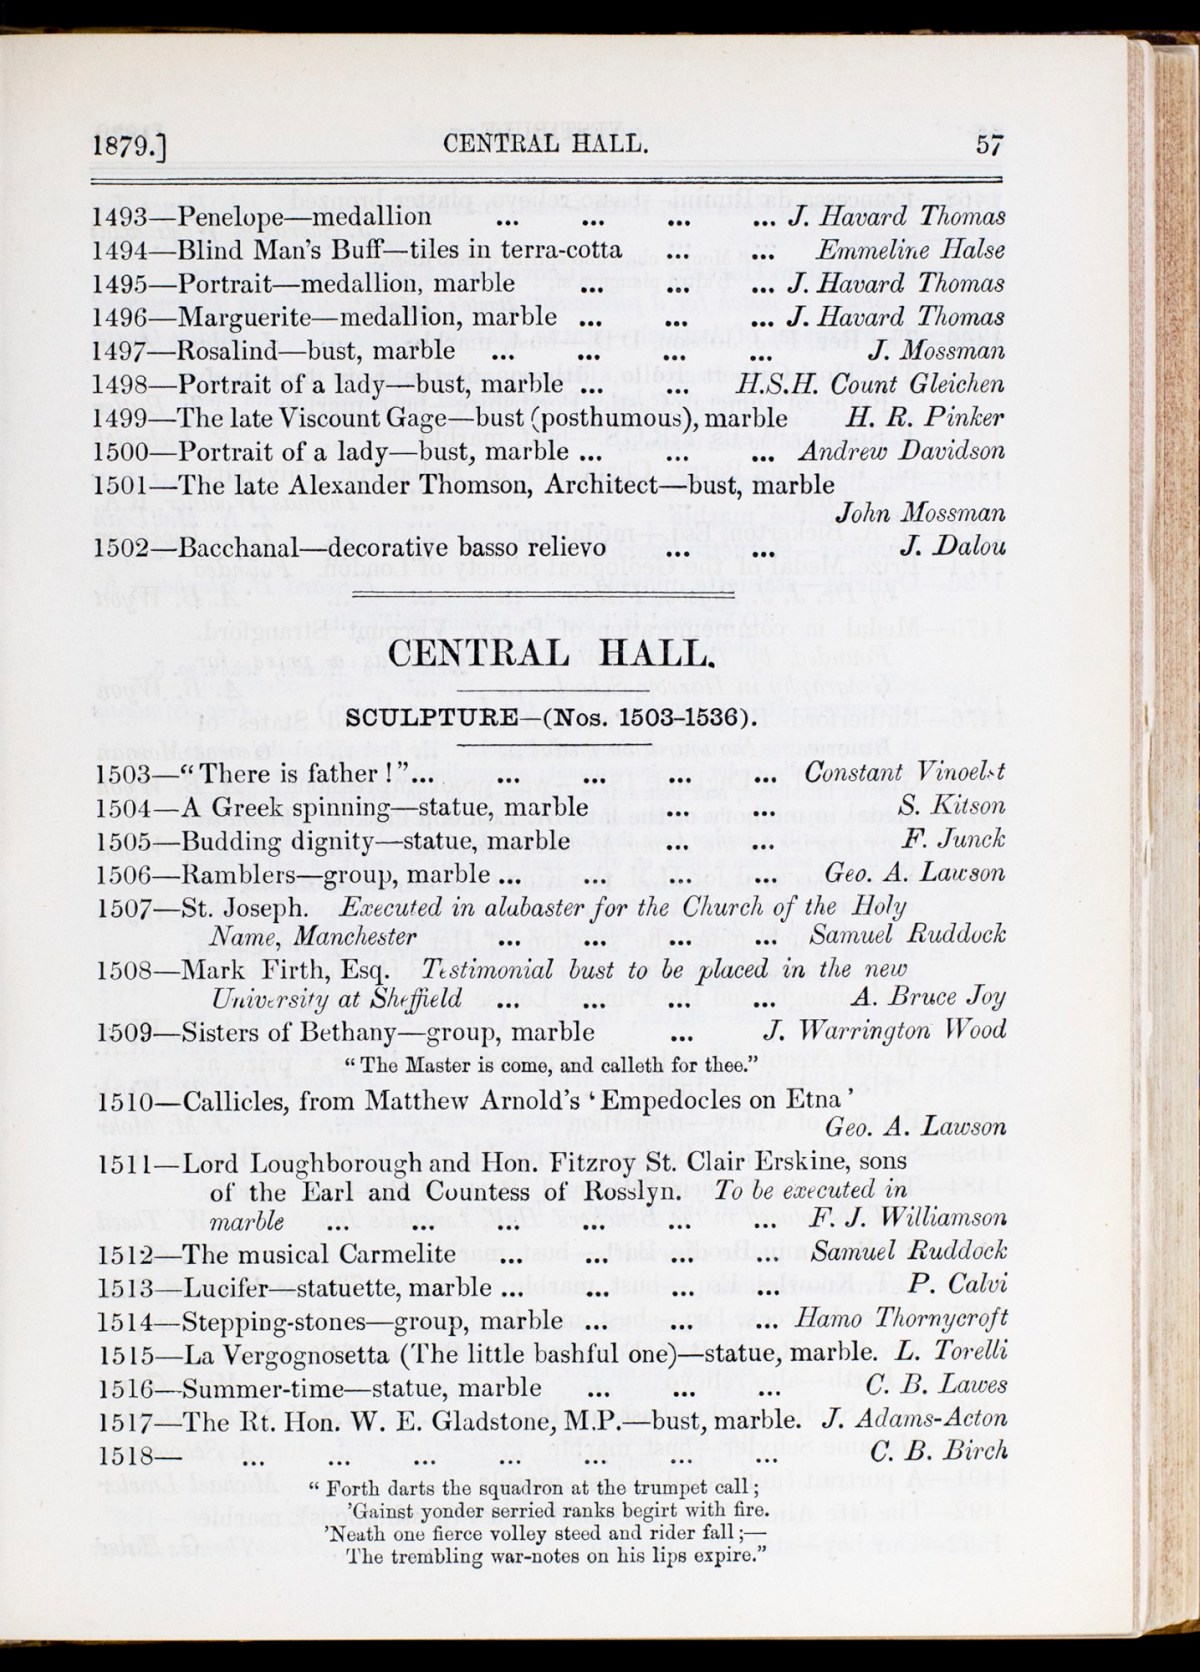 1879.] CENTRAL HALL. 57
1493—Penelope—medallion ... ... ... ... J. Havard Thomas
1494—Blind Man's Buff—tiles in terra-cotta ... ... Emmeline Halse
1495—Portrait—medallion, marble ... ... ... J. Havard Thomas
1496—Marguerite—medallion, marble ... ... ... J. Havard Thomas
1497—Rosalind—bust, marble ... ... ... ... J. Mossman
1498—Portrait of a lady—bust, marble ... ... H.S.H. Count Gleichen
1499—The late Viscount Gage—bust (posthumous), marble H. R. Pinker
1500—Portrait of a lady—bust, marble ... ... ... Andrew Davidson
1501—The late Alexander Thomson, Architect—bust, marble
John Mossman
1502—Bacchanal—decorative basso relievo ... ... J. Dalou
CENTRAL HALL.
SCULPTURE—(Nos. 1503-1536).
1503—“There is father!”... ... ... ... ... Constant Vinoelst
1504—A Greek spinning—statue, marble ... ... S. Kitson
1505—Budding dignity—statue, marble ... ... F. Junck
1506—Ramblers—group, marble ... ... ... ... Geo. A. Lawson
1507—St. Joseph. Executed in alabaster for the Church of the Holy
Name, Manchester ... ... ... ... Samuel Ruddock
1508—Mark Firth, Esq. Testimonial bust to be placed in the new
University at Sheffield ... ... ... ... A. Bruce Joy
1509—Sisters of Bethany—group, marble ... J. Warrington Wood
“The Master is come, and calleth for thee.”
1510—Callicles, from Matthew Arnold's ‘Empedocles on Etna’
Geo. A. Lawson
1511—Lord Loughborough and Hon. Fitzroy St. Clair Erskine, sons
of the Earl and Countess of Rosslyn. To be executed in
marble ... ... ... ... ... ... F. J. Williamson
1512—The musical Carmelite ... ... ... ... Samuel Ruddock
1513—Lucifer—statuette, marble ... ... ... ... P. Calvi
1514—Stepping-stones—group, marble ... ... ... Hamo Thornycroft
1515—La Vergognosetta (The little bashful one)—statue, marble. L. Torelli
1516—Summer-time—statue, marble ... ... ... C. B. Lawes
1517—The Rt. Hon. W. E. Gladstone, M.P.—bust, marble. J. Adams-Acton
1518— ... ... ... ... ... ... ... C. B. Birch
“Forth darts the squadron at the trumpet call;
'Gainst yonder serried ranks begirt with fire.
'Neath one fierce volley steed and rider fall;—
The trembling war-notes on his lips expire.”